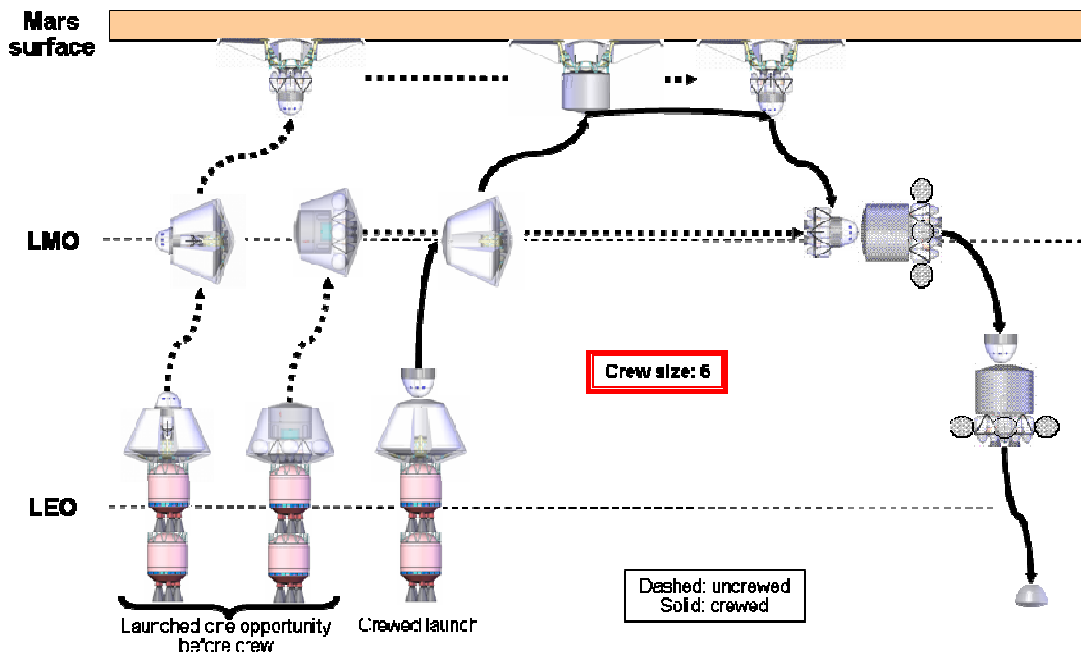 Mars
surface
LMO
Crew size: 6
LEO
Dashed: uncrewed
Solid: crewed
Launched one opportunity
before crew
Crewed launch